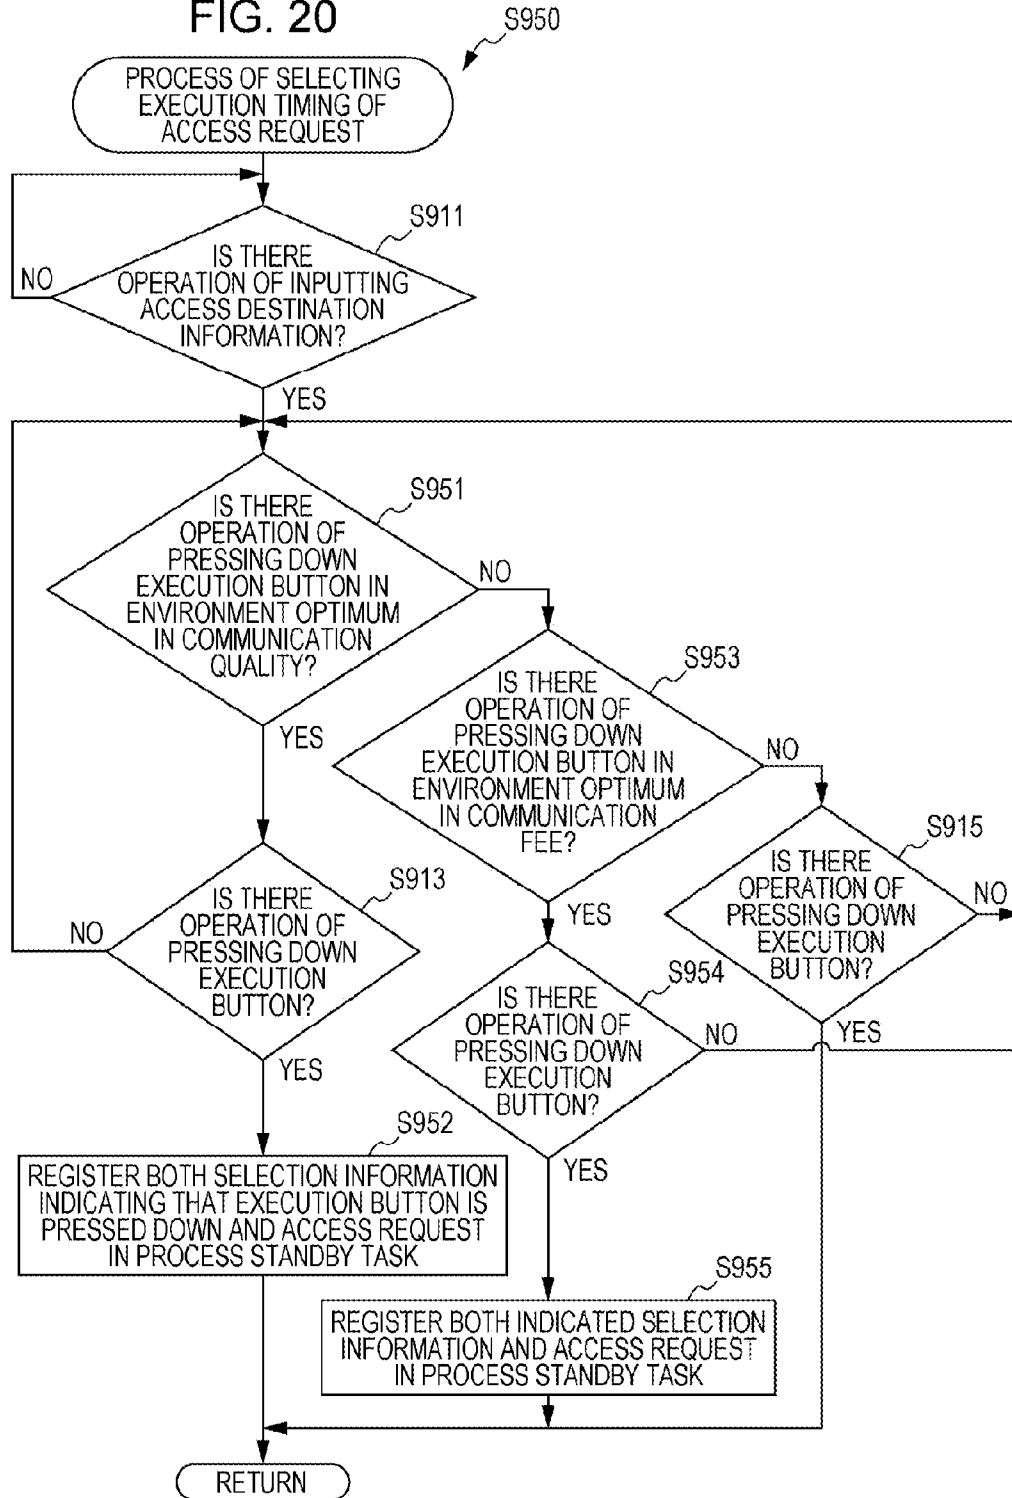 FIG. 20
S950
PROCESS OF SELECTING
EXECUTION TIMING OF
ACCESS REQUEST
S911
IS THERE
OPERATION OF INPUTTING
ACCESS DESTINATION
INFORMATION?
NO
YES
S951
IS THERE
OPERATION OF
PRESSING DOWN
EXECUTION BUTTON IN
ENVIRONMENT OPTIMUM
IN COMMUNICATION
QUALITY?
NO
YES
S953
IS THERE
OPERATION OF
PRESSING DOWN
EXECUTION BUTTON IN
ENVIRONMENT OPTIMUM
IN COMMUNICATION
FEE?
NO
YES
S915
IS THERE
OPERATION OF
PRESSING DOWN
EXECUTION
BUTTON?
NO
YES
S913
IS THERE
OPERATION OF
PRESSING DOWN
EXECUTION
BUTTON?
NO
YES
S954
IS THERE
OPERATION OF
PRESSING DOWN
EXECUTION
BUTTON?
NO
YES
S952
REGISTER BOTH SELECTION INFORMATION
INDICATING THAT EXECUTION BUTTON IS
PRESSED DOWN AND ACCESS REQUEST
IN PROCESS STANDBY TASK
S955
REGISTER BOTH INDICATED SELECTION
INFORMATION AND ACCESS REQUEST
IN PROCESS STANDBY TASK
RETURN